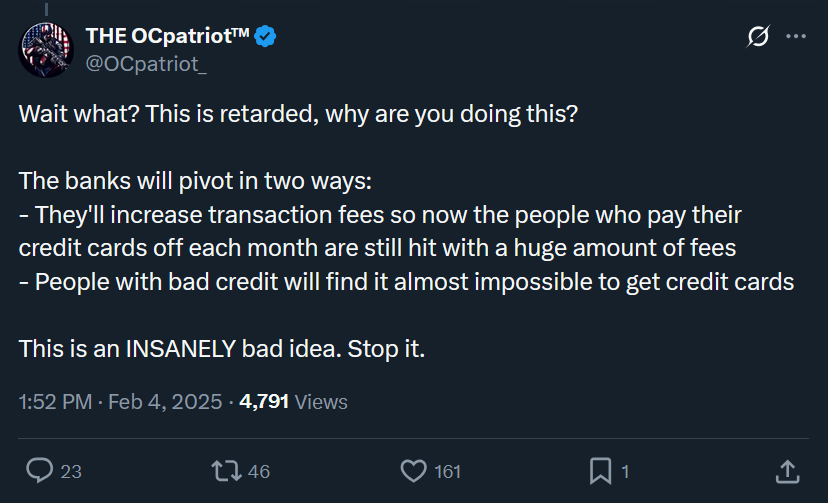 THE OCpatriot™
@OCpatriot_
Wait what? This is retarded, why are you doing this?
The banks will pivot in two ways:
- They'll increase transaction fees so now the people who pay their
credit cards off each month are still hit with a huge amount of fees
- People with bad credit will find it almost impossible to get credit cards
This is an INSANELY bad idea. Stop it.
1:52 PM · Feb 4, 2025 · 4,791 Views
23 46 161 1